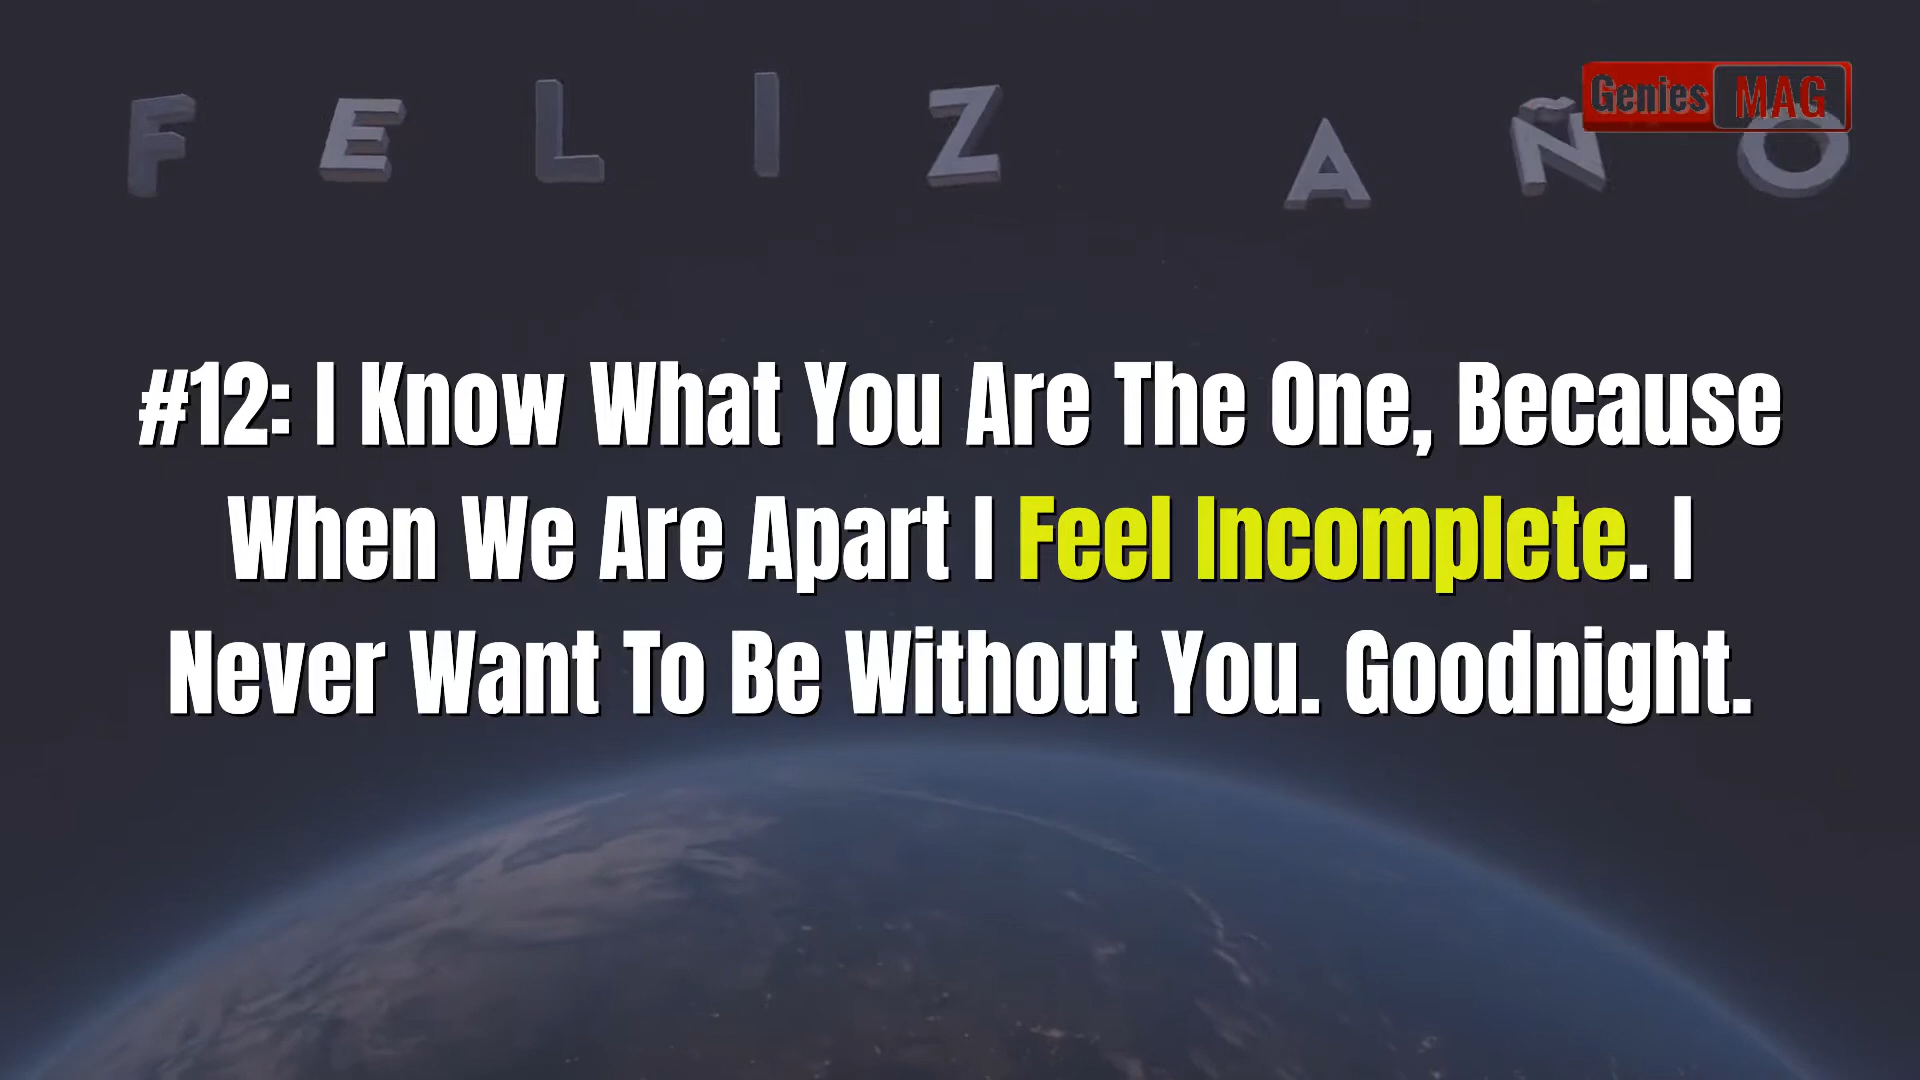 FELIZ AÑO
Genies MAG
#12: I Know What You Are The One, Because
When We Are Apart I Feel Incomplete. I
Never Want To Be Without You. Goodnight.